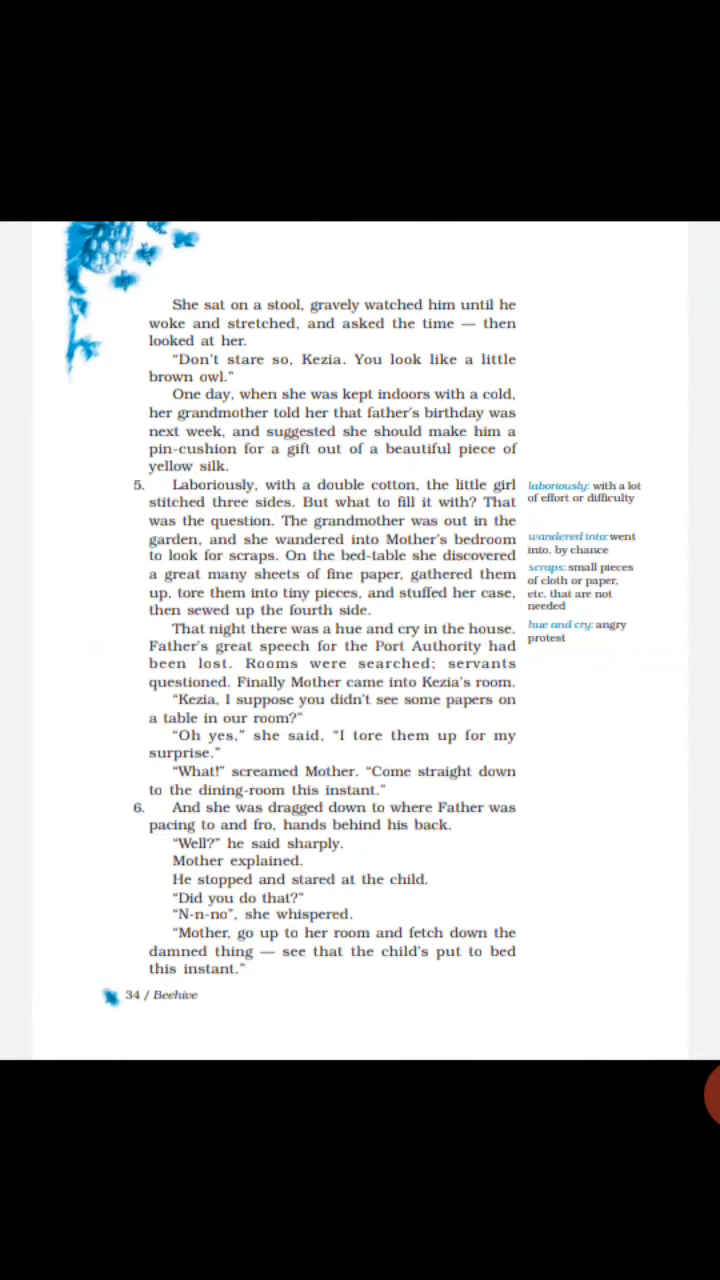 She sat on a stool, gravely watched him until he
woke and stretched, and asked the time — then
looked at her.
“Don’t stare so, Kezia. You look like a little
brown owl.”
One day, when she was kept indoors with a cold,
her grandmother told her that father’s birthday was
next week, and suggested she should make him a
pin-cushion for a gift out of a beautiful piece of
yellow silk.
5. Laboriously, with a double cotton, the little girl
stitched three sides. But what to fill it with? That
was the question. The grandmother was out in the
garden, and she wandered into Mother’s bedroom
to look for scraps. On the bed-table she discovered
a great many sheets of fine paper, gathered them
up, tore them into tiny pieces, and stuffed her case,
then sewed up the fourth side.
That night there was a hue and cry in the house.
Father’s great speech for the Port Authority had
been lost. Rooms were searched; servants
questioned. Finally Mother came into Kezia’s room.
“Kezia, I suppose you didn’t see some papers on
a table in our room?”
“Oh yes,” she said, “I tore them up for my
surprise.”
“What!” screamed Mother. “Come straight down
to the dining-room this instant.”
6. And she was dragged down to where Father was
pacing to and fro, hands behind his back.
“Well?” he said sharply.
Mother explained.
He stopped and stared at the child.
“Did you do that?”
“N-n-no”, she whispered.
“Mother, go up to her room and fetch down the
damned thing — see that the child’s put to bed
this instant.”
laboriously: with a lot
of effort or difficulty
wandered into: went
into, by chance
scraps: small pieces
of cloth or paper,
etc. that are not
needed
hue and cry: angry
protest
34 / Beehive